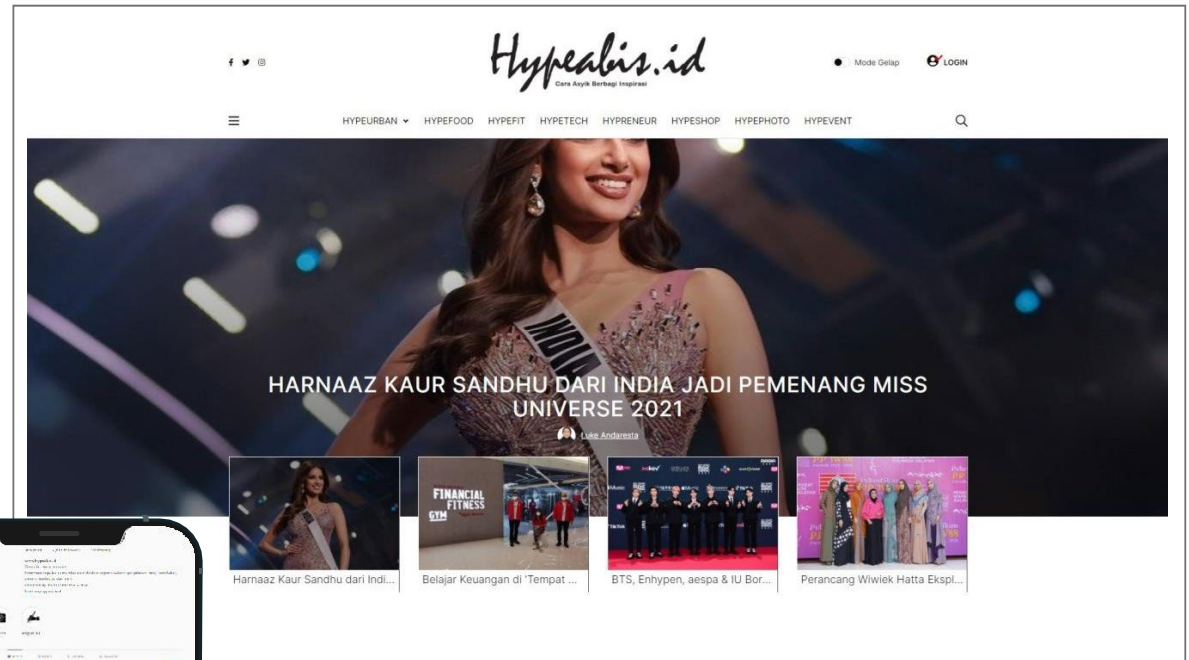 Hypeabis.id
Cara Asyik Berbagi Inspirasi
Mode Gelap
LOGIN
HYPEURBAN HYPEFOOD HYPEFIT HYPETECH HYPRENEUR HYPESHOP HYPEPHOTO HYPEVENT
INDIA
HARNAAZ KAUR SANDHU DARI INDIA JADI PEMENANG MISS
UNIVERSE 2021
Luke Andaresta
FINANCIAL
FITNESS
GYM
Harnaaz Kaur Sandhu dari Indi...
Belajar Keuangan di 'Tempat ...
BTS, Enhypen, aespa & IU Bor...
Perancang Wiwiek Hatta Ekspl...